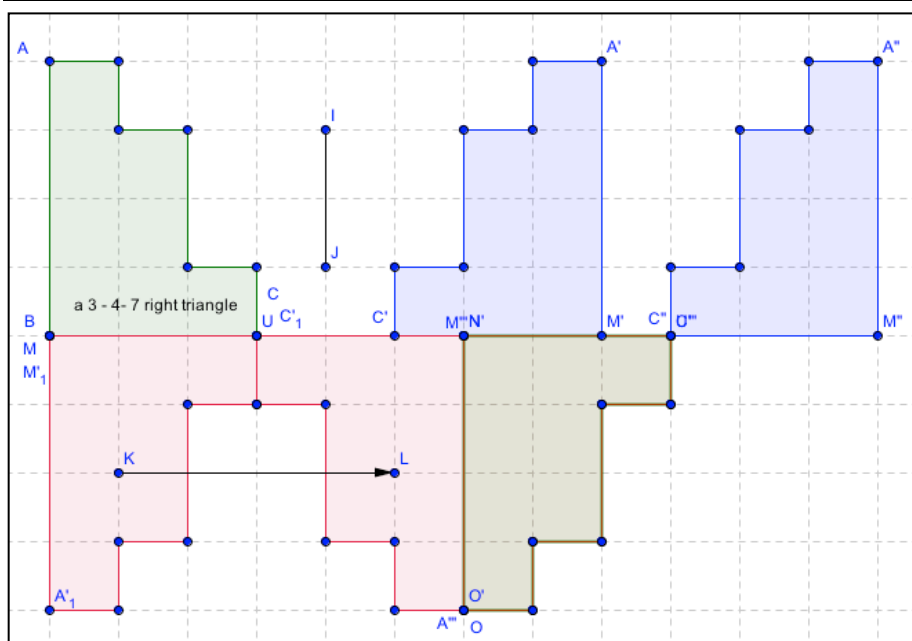 A
A'
A"
I
J
a 3 - 4- 7 right triangle
C
B
U
C'₁
C'
M'''
N'
M'
C"
M"
M
M'₁
K
L
A'₁
O'
A'''
O